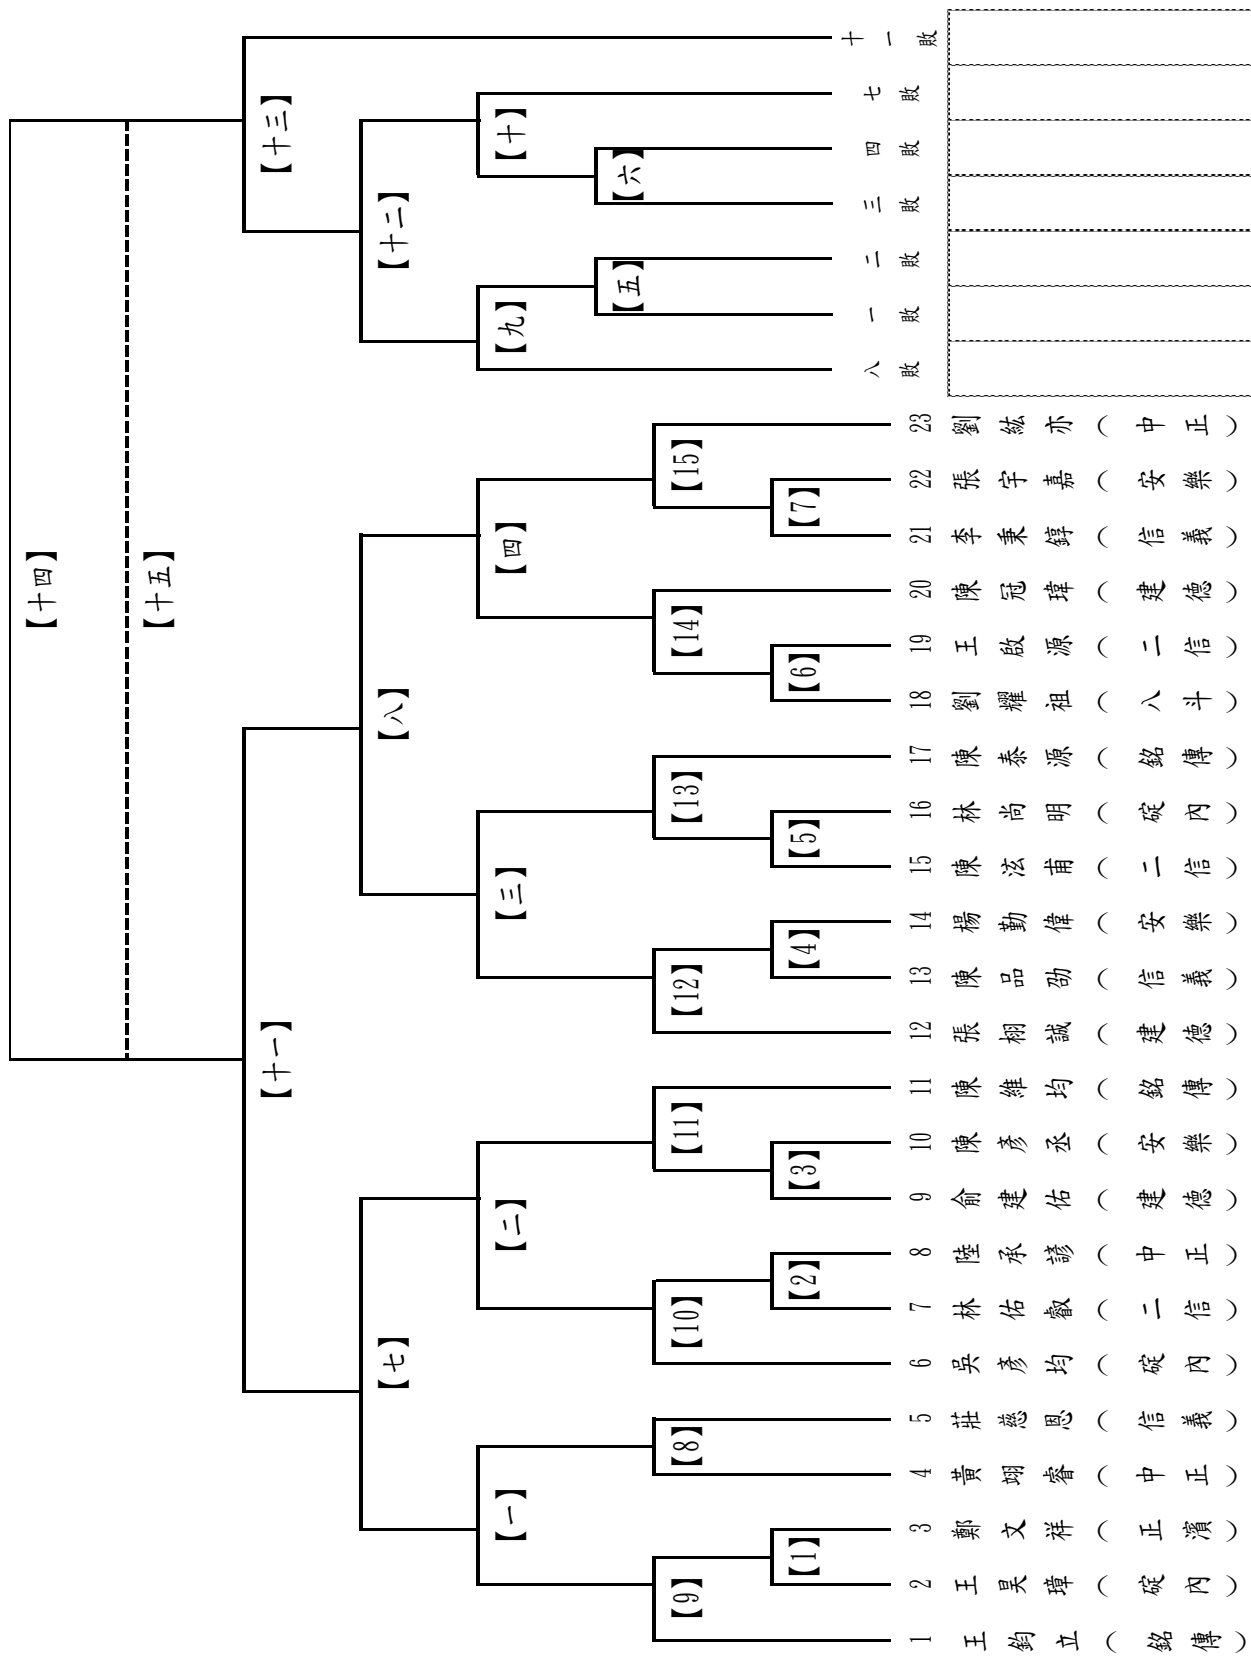 【十四】
【十五】
【十三】
【十一】
【十二】
【八】
【七】
【十】
【九】
【四】
【三】
【二】
【一】
【六】
【五】
【15】
【14】
【13】
【12】
【11】
【10】
【8】
【9】
【7】
【6】
【5】
【4】
【3】
【2】
【1】
十一敗
七敗
四敗
三敗
二敗
一敗
八敗
23 劉紘亦(中正)
22 張宇嘉(安樂)
21 李秉錞(信義)
20 陳冠瑋(建德)
19 王啟源(二信)
18 劉耀祖(八斗)
17 陳泰源(銘傳)
16 林尚明(碇內)
15 陳泫甫(二信)
14 楊勤偉(安樂)
13 陳品劭(信義)
12 張栩誠(建德)
11 陳維均(銘傳)
10 陳彥丞(安樂)
9 俞建佑(建德)
8 陸承諺(中正)
7 林佑叡(二信)
6 吳彥均(碇內)
5 莊慈恩(信義)
4 黃翊睿(中正)
3 鄭文祥(正濱)
2 王昊璋(碇內)
1 王鈞立(銘傳)